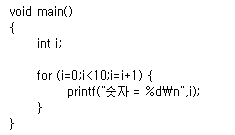 void main()
{
int i;
for (i=0;i<10;i=i+1) {
printf("숫자 = %d₩n",i);
}
}